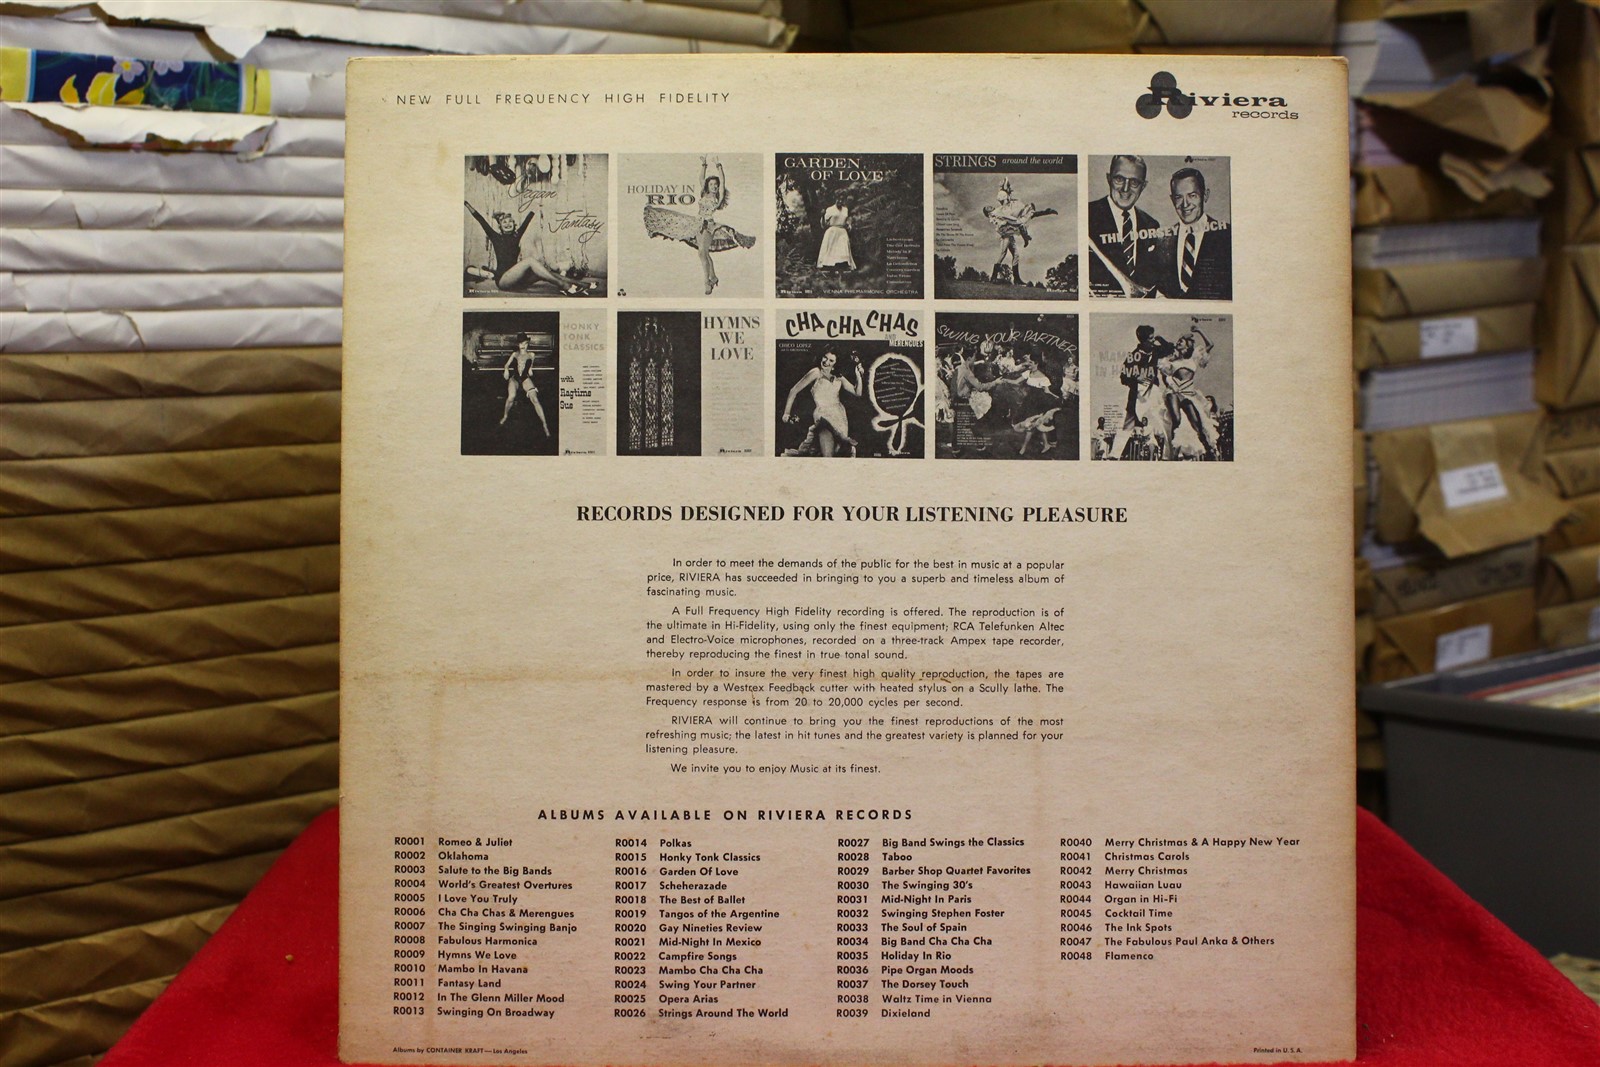 NEW FULL FREQUENCY HIGH FIDELITY
Riviera
records
Organ
Fantasy
HOLIDAY IN
RIO
GARDEN
OF LOVE
VIENNA PHILHARMONIC ORCHESTRA
STRINGS around the world
THE DORSEY TOUCH
HONKY
TONK
CLASSICS
with
Ragtime
Sue
HYMNS
WE
LOVE
CHA CHA CHAS
AND
MERENGUES
CHICO LOPEZ
SWING YOUR PARTNER
MAMBO
IN HAVANA
RECORDS DESIGNED FOR YOUR LISTENING PLEASURE
In order to meet the demands of the public for the best in music at a popular
price, RIVIERA has succeeded in bringing to you a superb and timeless album of
fascinating music.
A Full Frequency High Fidelity recording is offered. The reproduction is of
the ultimate in Hi-Fidelity, using only the finest equipment; RCA Telefunken Altec
and Electro-Voice microphones, recorded on a three-track Ampex tape recorder,
thereby reproducing the finest in true tonal sound.
In order to insure the very finest high quality reproduction, the tapes are
mastered by a Westrex Feedback cutter with heated stylus on a Scully lathe. The
Frequency response is from 20 to 20,000 cycles per second.
RIVIERA will continue to bring you the finest reproductions of the most
refreshing music; the latest in hit tunes and the greatest variety is planned for your
listening pleasure.
We invite you to enjoy Music at its finest.
ALBUMS AVAILABLE ON RIVIERA RECORDS
R0001 Romeo & Juliet
R0002 Oklahoma
R0003 Salute to the Big Bands
R0004 World's Greatest Overtures
R0005 I Love You Truly
R0006 Cha Cha Chas & Merengues
R0007 The Singing Swinging Banjo
R0008 Fabulous Harmonica
R0009 Hymns We Love
R0010 Mambo In Havana
R0011 Fantasy Land
R0012 In The Glenn Miller Mood
R0013 Swinging On Broadway
R0014 Polkas
R0015 Honky Tonk Classics
R0016 Garden Of Love
R0017 Scheherazade
R0018 The Best of Ballet
R0019 Tangos of the Argentine
R0020 Gay Nineties Review
R0021 Mid-Night In Mexico
R0022 Campfire Songs
R0023 Mambo Cha Cha Cha
R0024 Swing Your Partner
R0025 Opera Arias
R0026 Strings Around The World
R0027 Big Band Swings the Classics
R0028 Taboo
R0029 Barber Shop Quartet Favorites
R0030 The Swinging 30's
R0031 Mid-Night In Paris
R0032 Swinging Stephen Foster
R0033 The Soul of Spain
R0034 Big Band Cha Cha Cha
R0035 Holiday In Rio
R0036 Pipe Organ Moods
R0037 The Dorsey Touch
R0038 Waltz Time in Vienna
R0039 Dixieland
R0040 Merry Christmas & A Happy New Year
R0041 Christmas Carols
R0042 Merry Christmas
R0043 Hawaiian Luau
R0044 Organ in Hi-Fi
R0045 Cocktail Time
R0046 The Ink Spots
R0047 The Fabulous Paul Anka & Others
R0048 Flamenco
Albums by CONTAINER KRAFT—Los Angeles
Printed in U. S. A.